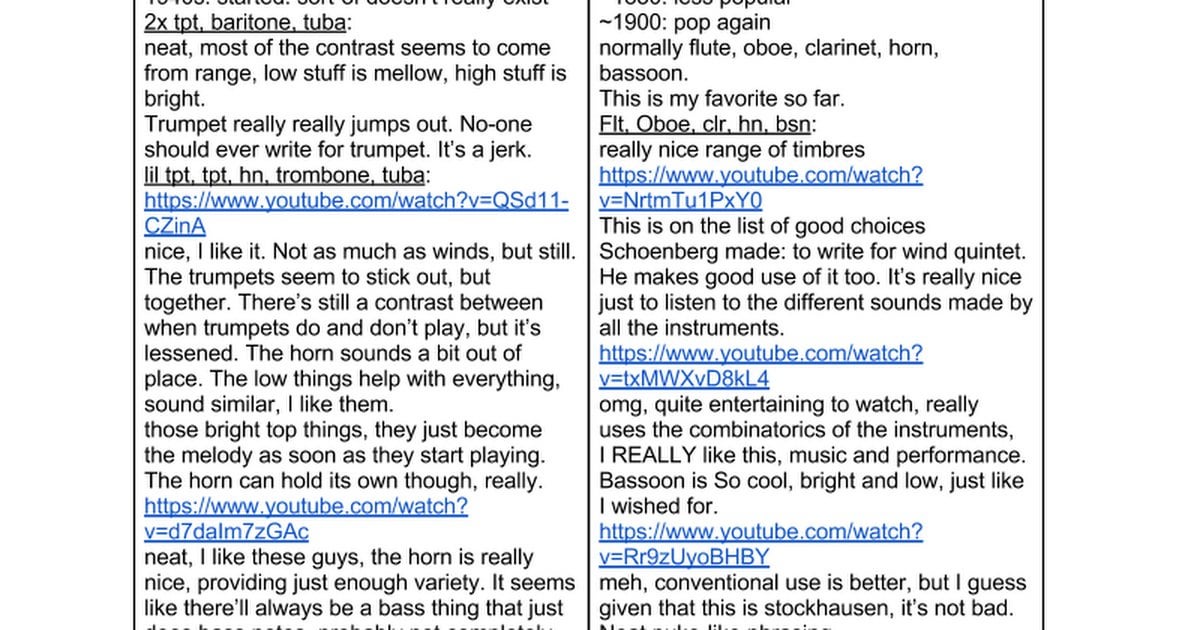 2x tpt, baritone, tuba:
neat, most of the contrast seems to come
from range, low stuff is mellow, high stuff is
bright.
Trumpet really really jumps out. No-one
should ever write for trumpet. It's a jerk.
lil tpt, tpt, hn, trombone, tuba:
https://www.youtube.com/watch?v=QSd11-
CZinA
nice, I like it. Not as much as winds, but still.
The trumpets seem to stick out, but
together. There's still a contrast between
when trumpets do and don't play, but it's
lessened. The horn sounds a bit out of
place. The low things help with everything,
sound similar, I like them.
those bright top things, they just become
the melody as soon as they start playing.
The horn can hold its own though, really.
https://www.youtube.com/watch?
v=d7daIm7zGAc
neat, I like these guys, the horn is really
nice, providing just enough variety. It seems
like there'll always be a bass thing that just
~1900: pop again
normally flute, oboe, clarinet, horn,
bassoon.
This is my favorite so far.
Flt, Oboe, clr, hn, bsn:
really nice range of timbres
https://www.youtube.com/watch?
v=NrtmTu1PxY0
This is on the list of good choices
Schoenberg made: to write for wind quintet.
He makes good use of it too. It's really nice
just to listen to the different sounds made by
all the instruments.
https://www.youtube.com/watch?
v=txMWXvD8kL4
omg, quite entertaining to watch, really
uses the combinatorics of the instruments,
I REALLY like this, music and performance.
Bassoon is So cool, bright and low, just like
I wished for.
https://www.youtube.com/watch?
v=Rr9zUyoBHBY
meh, conventional use is better, but I guess
given that this is stockhausen, it's not bad.